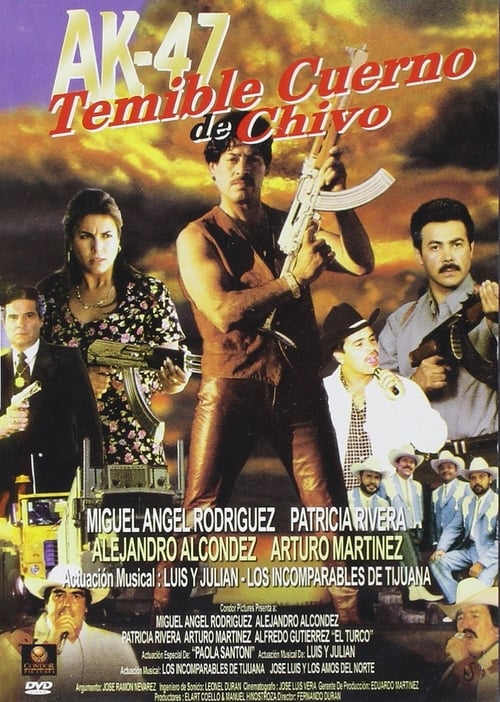 AK-47
Temible Cuerno
de Chivo
MIGUEL ANGEL RODRIGUEZ PATRICIA RIVERA
ALEJANDRO ALCONDEZ ARTURO MARTINEZ
Actuación Musical : LUIS Y JULIAN - LOS INCOMPARABLES DE TIJUANA
Condor Pictures Presenta a:
MIGUEL ANGEL RODRIGUEZ ALEJANDRO ALCONDEZ
PATRICIA RIVERA ARTURO MARTINEZ ALFREDO GUTIERREZ "EL TURCO"
Actuación Especial De: "PAOLA SANTONI" Actuación Musical De: LUIS Y JULIAN
Actuación Musical: LOS INCOMPARABLES DE TIJUANA JOSE LUIS Y LOS AMOS DEL NORTE
Argumento: JOSE RAMON NEVAREZ Ingeniero de Sonido: LEONEL DURAN Cinematografo : JOSE LUIS VERA Gerente De Producción: EDUARDO MARTINEZ
Productores : ELART COELLO & MANUEL HINOSTROZA Director: FERNANDO DURAN
CONDOR
PICTURES
DVD